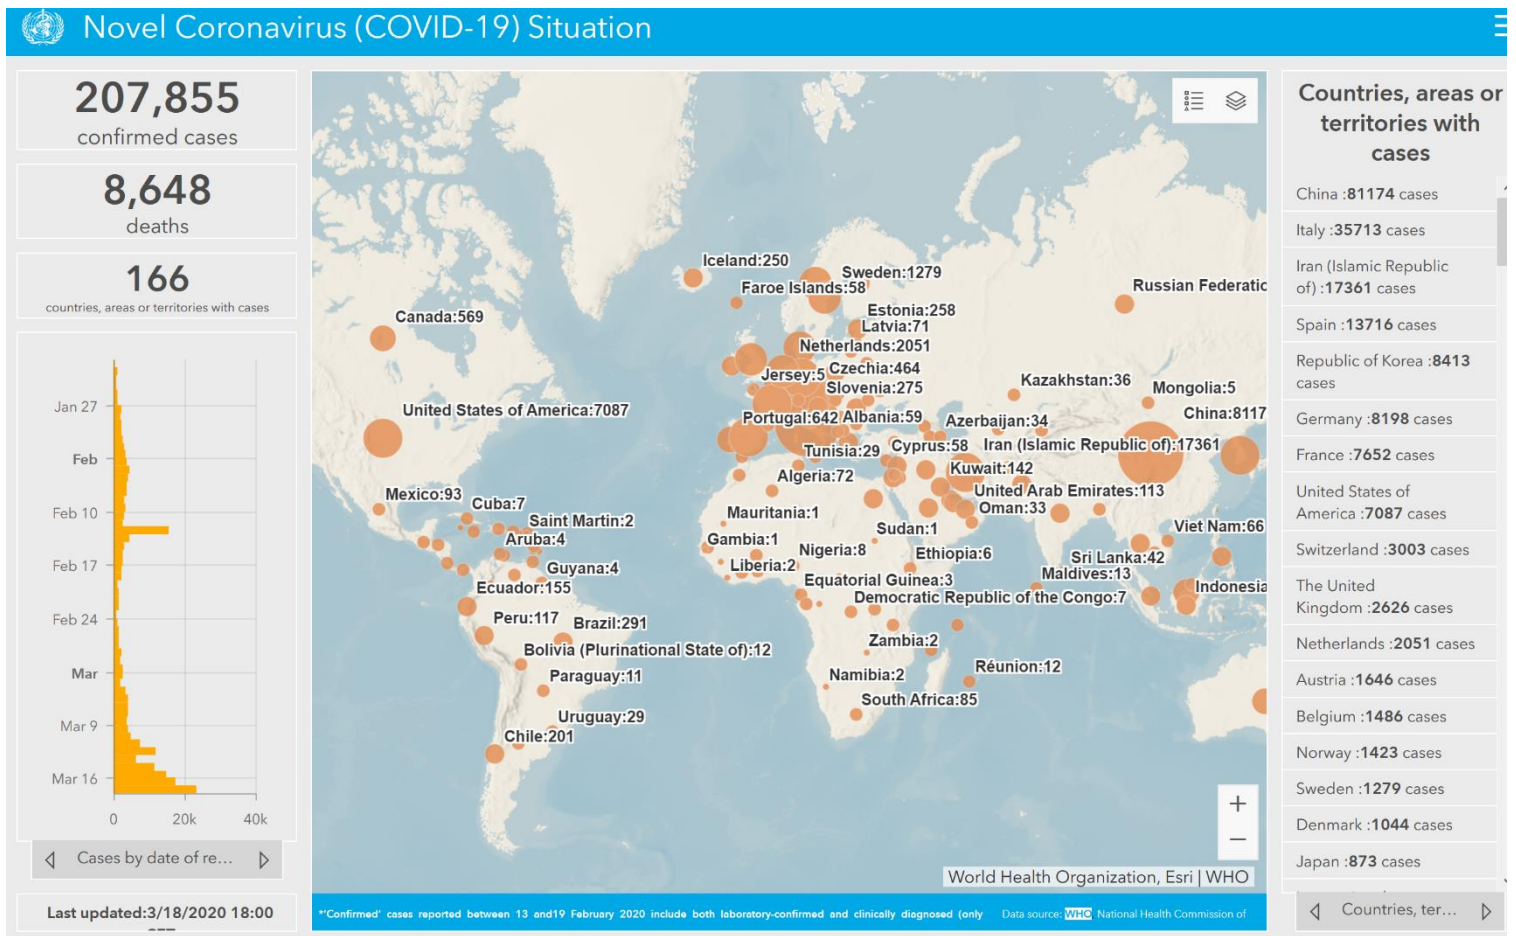 Novel Coronavirus (COVID-19) Situation
207,855
confirmed cases
8,648
deaths
166
countries, areas or territories with cases
Jan 27
Feb
Feb 10
Feb 17
Feb 24
Mar
Mar 9
Mar 16
0 20k 40k
Cases by date of re...
Last updated:3/18/2020 18:00
Iceland:250
Sweden:1279
Faroe Islands:58
Russian Federatic
Canada:569
Estonia:258
Latvia:71
Netherlands:2051
Jersey:5
Czechia:464
Slovenia:275
Kazakhstan:36
Mongolia:5
United States of America:7087
Portugal:642
Albania:59
Azerbaijan:34
China:8117
Tunisia:29
Cyprus:58
Iran (Islamic Republic of):17361
Algeria:72
Kuwait:142
Mexico:93
Cuba:7
United Arab Emirates:113
Oman:33
Saint Martin:2
Mauritania:1
Sudan:1
Viet Nam:66
Aruba:4
Gambia:1
Nigeria:8
Ethiopia:6
Sri Lanka:42
Guyana:4
Liberia:2
Maldives:13
Ecuador:155
Equatorial Guinea:3
Indonesia
Democratic Republic of the Congo:7
Peru:117
Brazil:291
Bolivia (Plurinational State of):12
Zambia:2
Paraguay:11
Namibia:2
Réunion:12
South Africa:85
Uruguay:29
Chile:201
+
−
World Health Organization, Esri | WHO
*'Confirmed' cases reported between 13 and19 February 2020 include both laboratory-confirmed and clinically diagnosed (only
Data source: WHO, National Health Commission of
Countries, areas or
territories with
cases
China :81174 cases
Italy :35713 cases
Iran (Islamic Republic
of) :17361 cases
Spain :13716 cases
Republic of Korea :8413
cases
Germany :8198 cases
France :7652 cases
United States of
America :7087 cases
Switzerland :3003 cases
The United
Kingdom :2626 cases
Netherlands :2051 cases
Austria :1646 cases
Belgium :1486 cases
Norway :1423 cases
Sweden :1279 cases
Denmark :1044 cases
Japan :873 cases
Countries, ter...